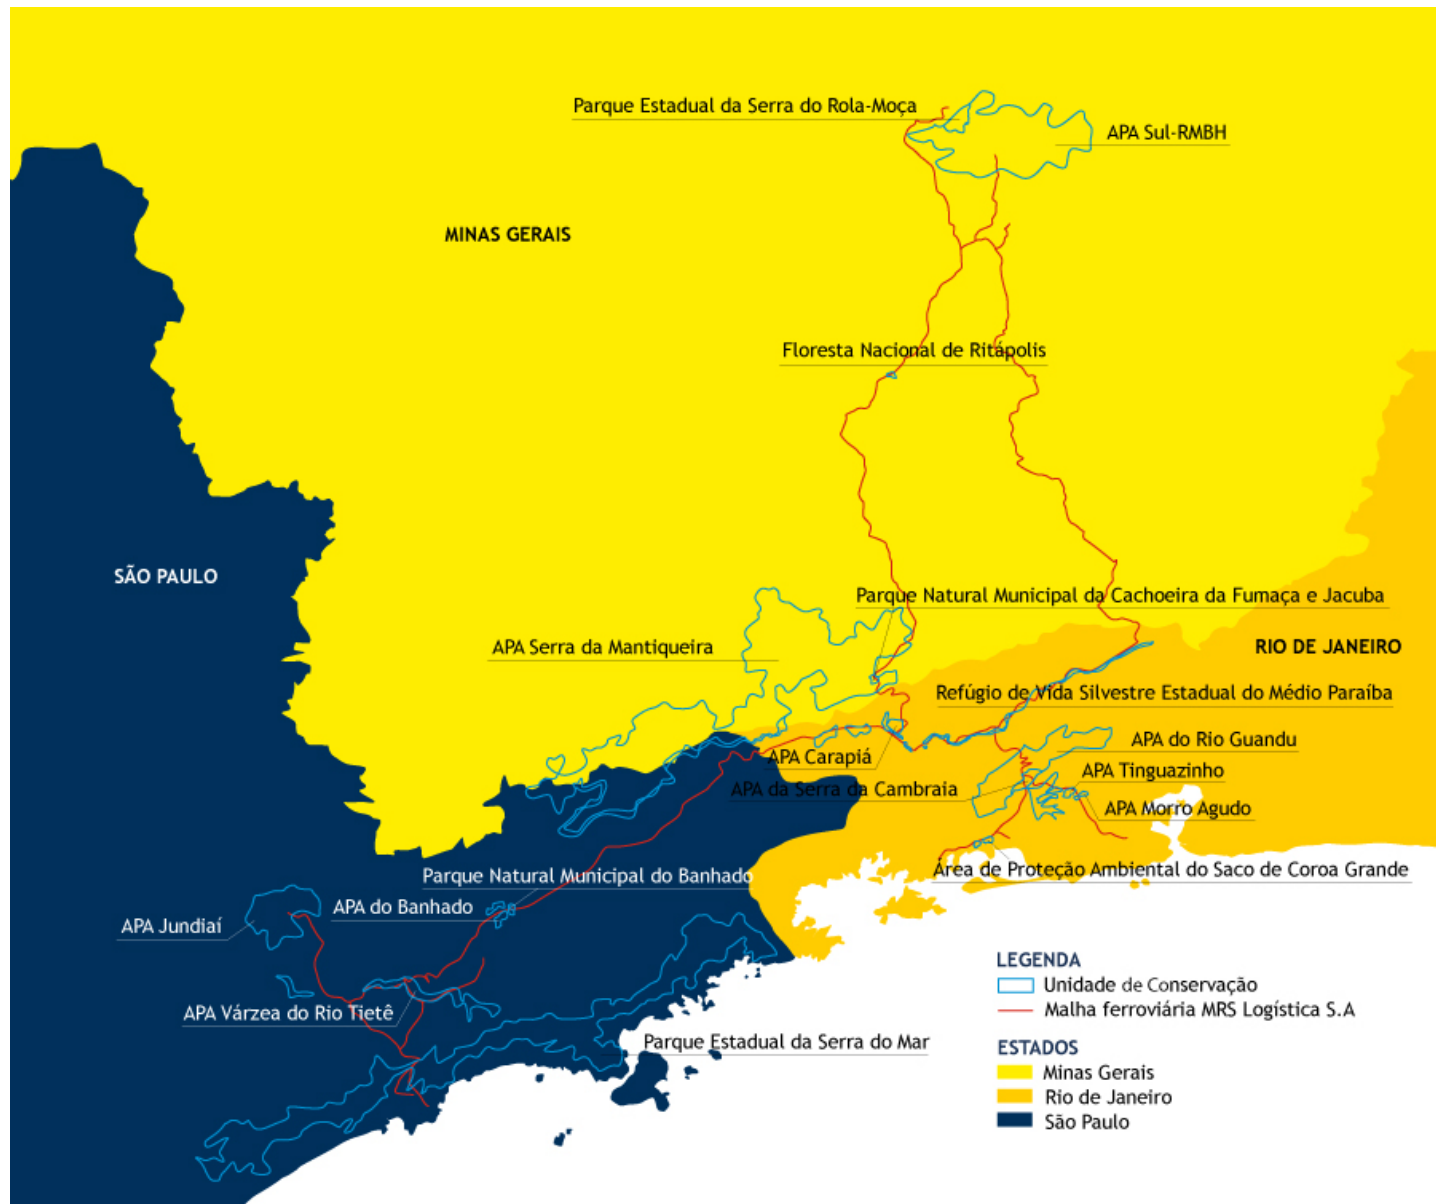 Parque Estadual da Serra do Rola-Moça
APA Sul-RMBH
MINAS GERAIS
Floresta Nacional de Ritápolis
SÃO PAULO
Parque Natural Municipal da Cachoeira da Fumaça e Jacuba
APA Serra da Mantiqueira
RIO DE JANEIRO
Refúgio de Vida Silvestre Estadual do Médio Paraíba
APA do Rio Guandu
APA Carapiá
APA Tinguazinho
APA da Serra da Cambraia
APA Morro Agudo
Área de Proteção Ambiental do Saco de Coroa Grande
Parque Natural Municipal do Banhado
APA do Banhado
APA Jundiaí
APA Várzea do Rio Tietê
Parque Estadual da Serra do Mar
LEGENDA
Unidade de Conservação
Malha ferroviária MRS Logística S.A
ESTADOS
Minas Gerais
Rio de Janeiro
São Paulo